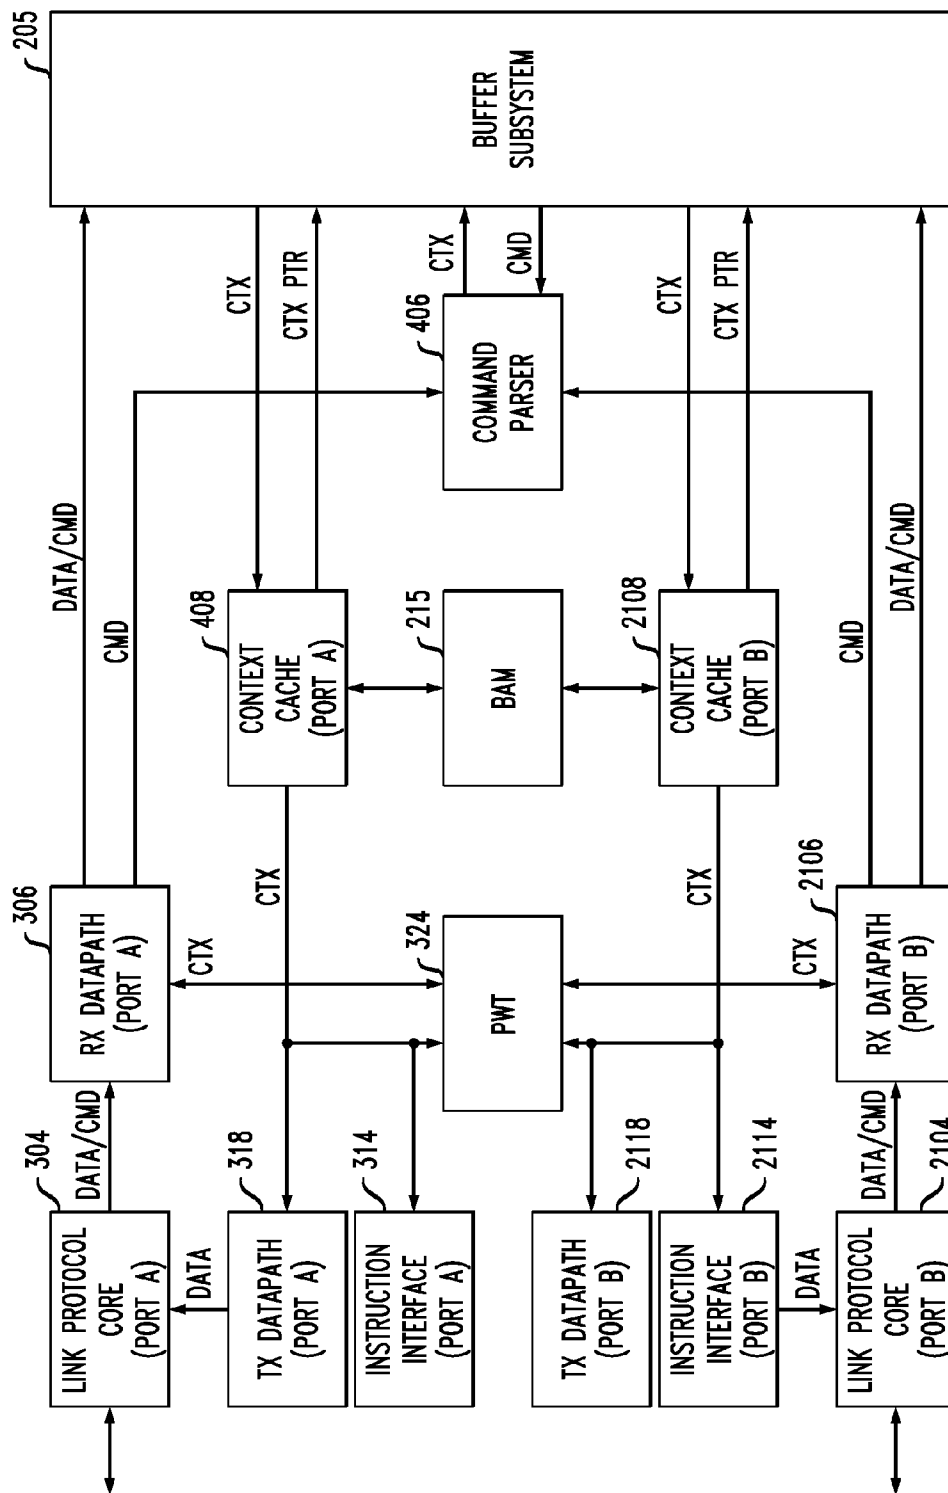 205
BUFFER
SUBSYSTEM
DATA/CMD
CMD
CTX
CTX PTR
CTX
CMD
CTX
CTX PTR
CMD
DATA/CMD
406
COMMAND
PARSER
408
CONTEXT
CACHE
(PORT A)
215
BAM
2108
CONTEXT
CACHE
(PORT B)
306
RX DATAPATH
(PORT A)
CTX
CTX
324
PWT
CTX
CTX
2106
RX DATAPATH
(PORT B)
DATA/CMD
DATA/CMD
304
LINK PROTOCOL
CORE
(PORT A)
DATA
318
TX DATAPATH
(PORT A)
314
INSTRUCTION
INTERFACE
(PORT A)
2118
TX DATAPATH
(PORT B)
2114
INSTRUCTION
INTERFACE
(PORT B)
DATA
2104
LINK PROTOCOL
CORE
(PORT B)